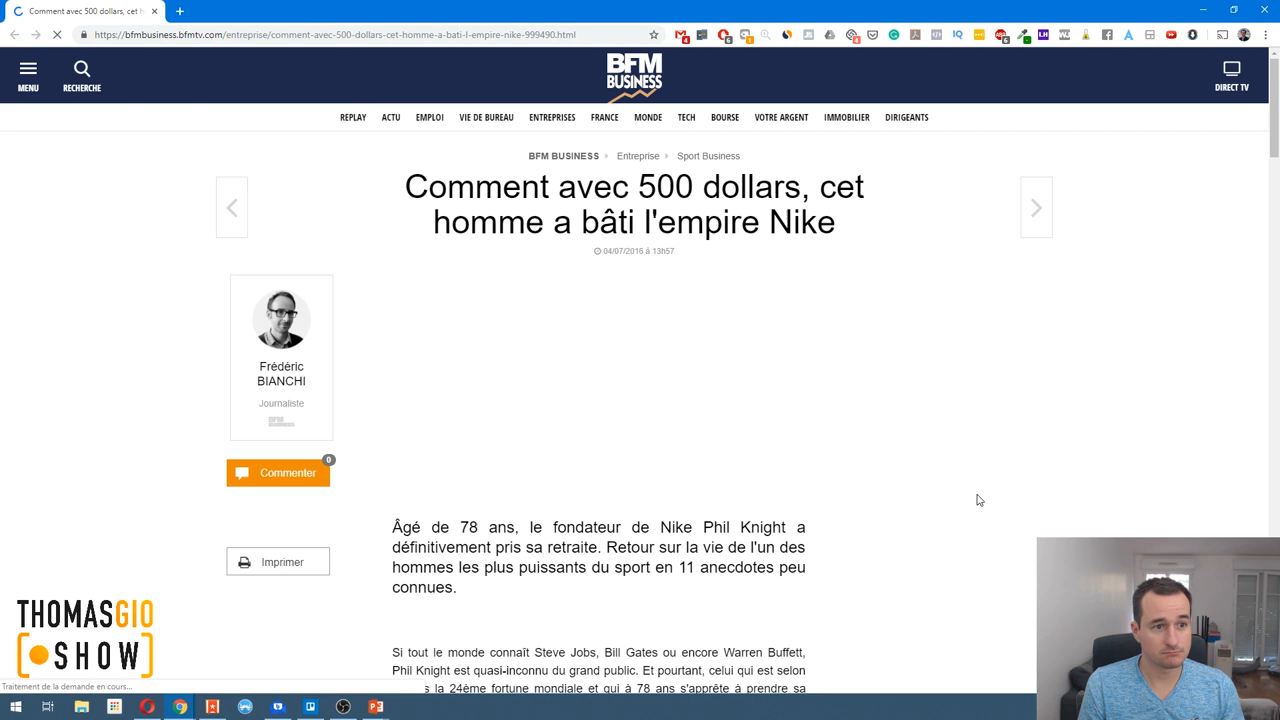 Comment avec 500 dollars, cet h
https://bfmbusiness.bfmtv.com/entreprise/comment-avec-500-dollars-cet-homme-a-bati-l-empire-nike-999490.html
MENU
RECHERCHE
BFM
BUSINESS
DIRECT TV
REPLAY ACTU EMPLOI VIE DE BUREAU ENTREPRISES FRANCE MONDE TECH BOURSE VOTRE ARGENT IMMOBILIER DIRIGEANTS
BFM BUSINESS Entreprise Sport Business
Comment avec 500 dollars, cet
homme a bâti l'empire Nike
04/07/2016 à 13h57
Frédéric
BIANCHI
Journaliste
BFM
BUSINESS
Commenter
0
Imprimer
Âgé de 78 ans, le fondateur de Nike Phil Knight a
définitivement pris sa retraite. Retour sur la vie de l'un des
hommes les plus puissants du sport en 11 anecdotes peu
connues.
Si tout le monde connaît Steve Jobs, Bill Gates ou encore Warren Buffett,
Phil Knight est quasi-inconnu du grand public. Et pourtant, celui qui est selon
la 24ème fortune mondiale et qui à 78 ans s'apprête à prendre sa
THOMASGIO
SHOW
Traitement de la demande en cours...